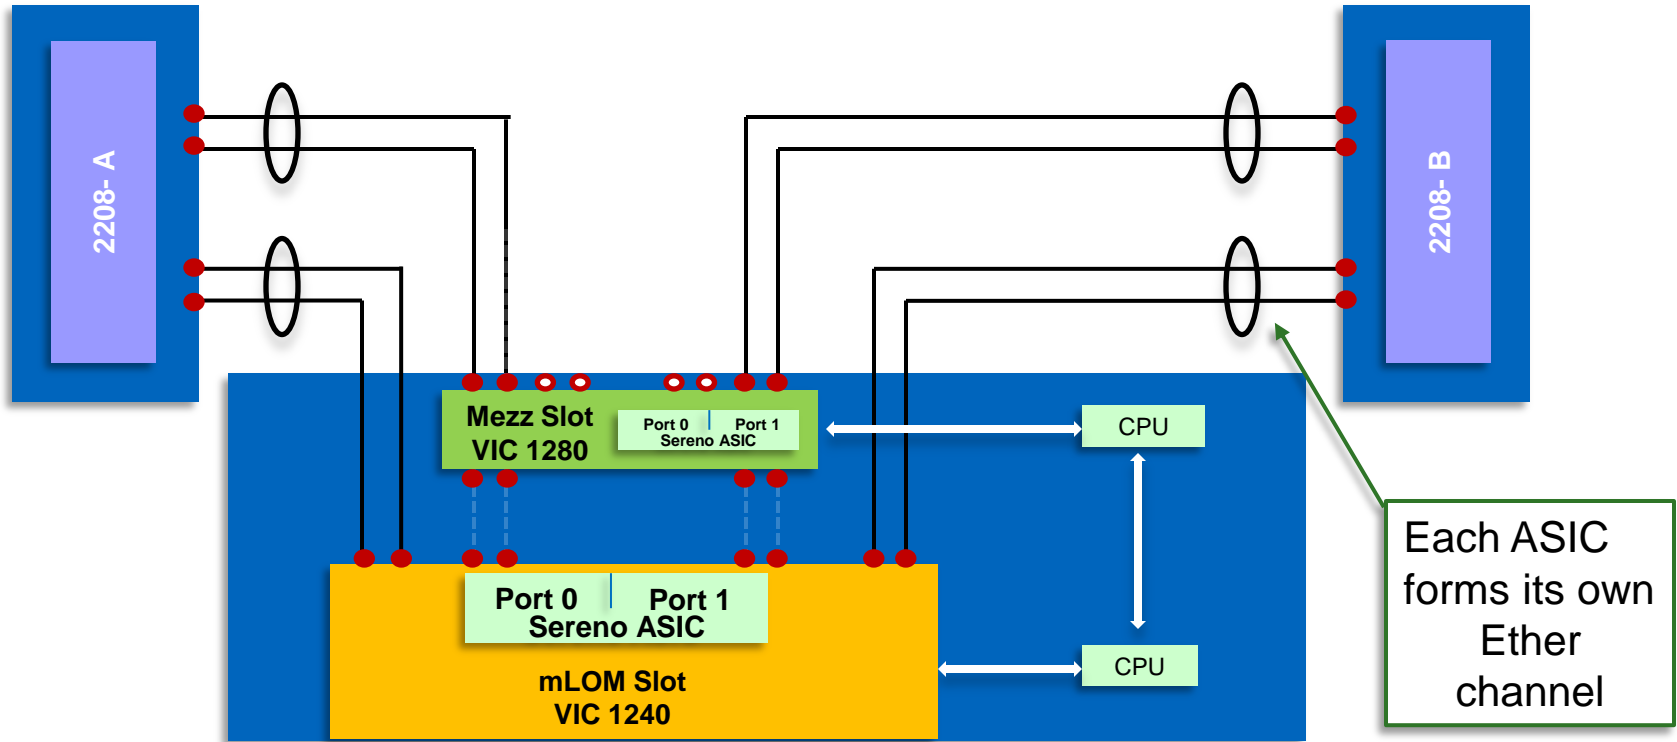 2208- A
2208- B
Mezz Slot
VIC 1280
Port 0
Port 1
Sereno ASIC
CPU
Port 0
Port 1
Sereno ASIC
mLOM Slot
VIC 1240
CPU
Each ASIC
forms its own
Ether
channel